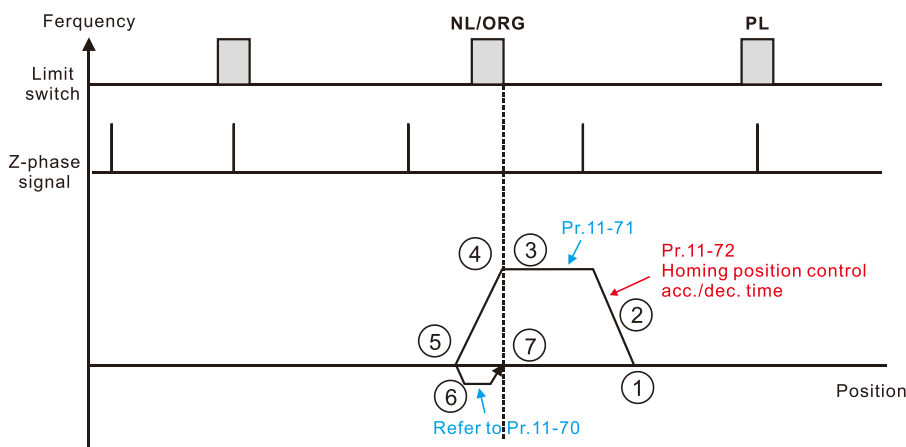 Ferquency
NL/ORG
PL
Limit
switch
Z-phase
signal
Pr.11-71
Pr.11-72
Homing position control
acc./dec. time
4
3
2
5
7
6
1
Position
Refer to Pr.11-70